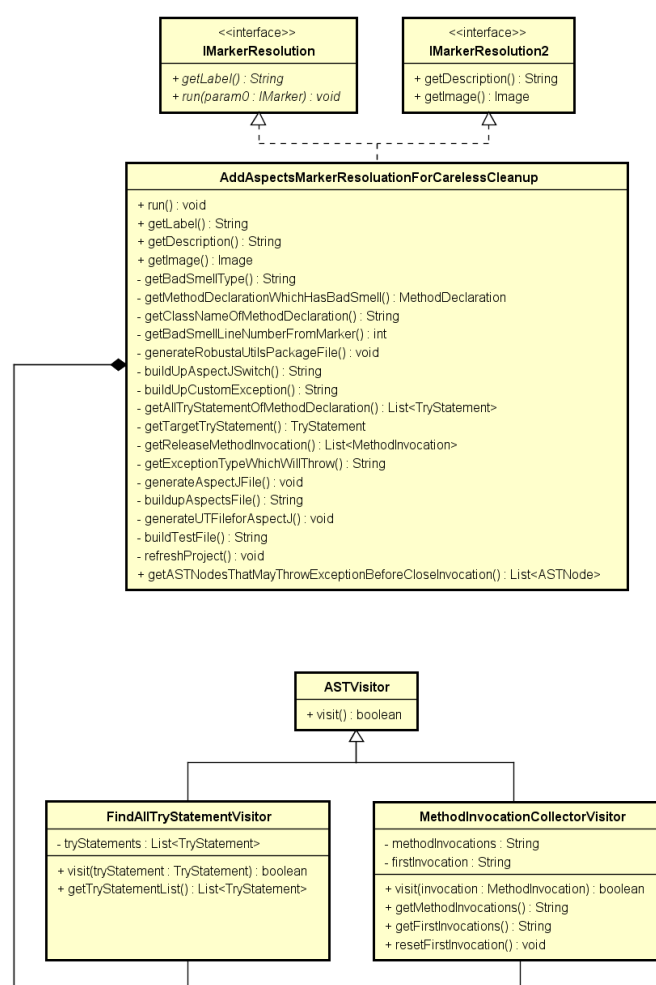 <<interface>>
IMarkerResolution
+ getLabel() : String
+ run(param0 : IMarker) : void
<<interface>>
IMarkerResolution2
+ getDescription() : String
+ getImage() : Image
AddAspectsMarkerResoluationForCarelessCleanup
+ run() : void
+ getLabel() : String
+ getDescription() : String
+ getImage() : Image
- getBadSmellType() : String
- getMethodDeclarationWhichHasBadSmell() : MethodDeclaration
- getClassNameOfMethodDeclaration() : String
- getBadSmellLineNumberFromMarker() : int
- generateRobustaUtilsPackageFile() : void
- buildUpAspectJSwitch() : String
- buildUpCustomException() : String
- getAllTryStatementOfMethodDeclaration() : List<TryStatement>
- getTargetTryStatement() : TryStatement
- getReleaseMethodInvocation() : List<MethodInvocation>
- getExceptionTypeWhichWillThrow() : String
- generateAspectJFile() : void
- buildupAspectsFile() : String
- generateUTFileforAspectJ() : void
- buildTestFile() : String
- refreshProject() : void
+ getASTNodesThatMayThrowExceptionBeforeCloseInvocation() : List<ASTNode>
ASTVisitor
+ visit() : boolean
FindAllTryStatementVisitor
- tryStatements : List<TryStatement>
+ visit(tryStatement : TryStatement) : boolean
+ getTryStatementList() : List<TryStatement>
MethodInvocationCollectorVisitor
- methodInvocations : String
- firstInvocation : String
+ visit(invocation : MethodInvocation) : boolean
+ getMethodInvocations() : String
+ getFirstInvocations() : String
+ resetFirstInvocation() : void